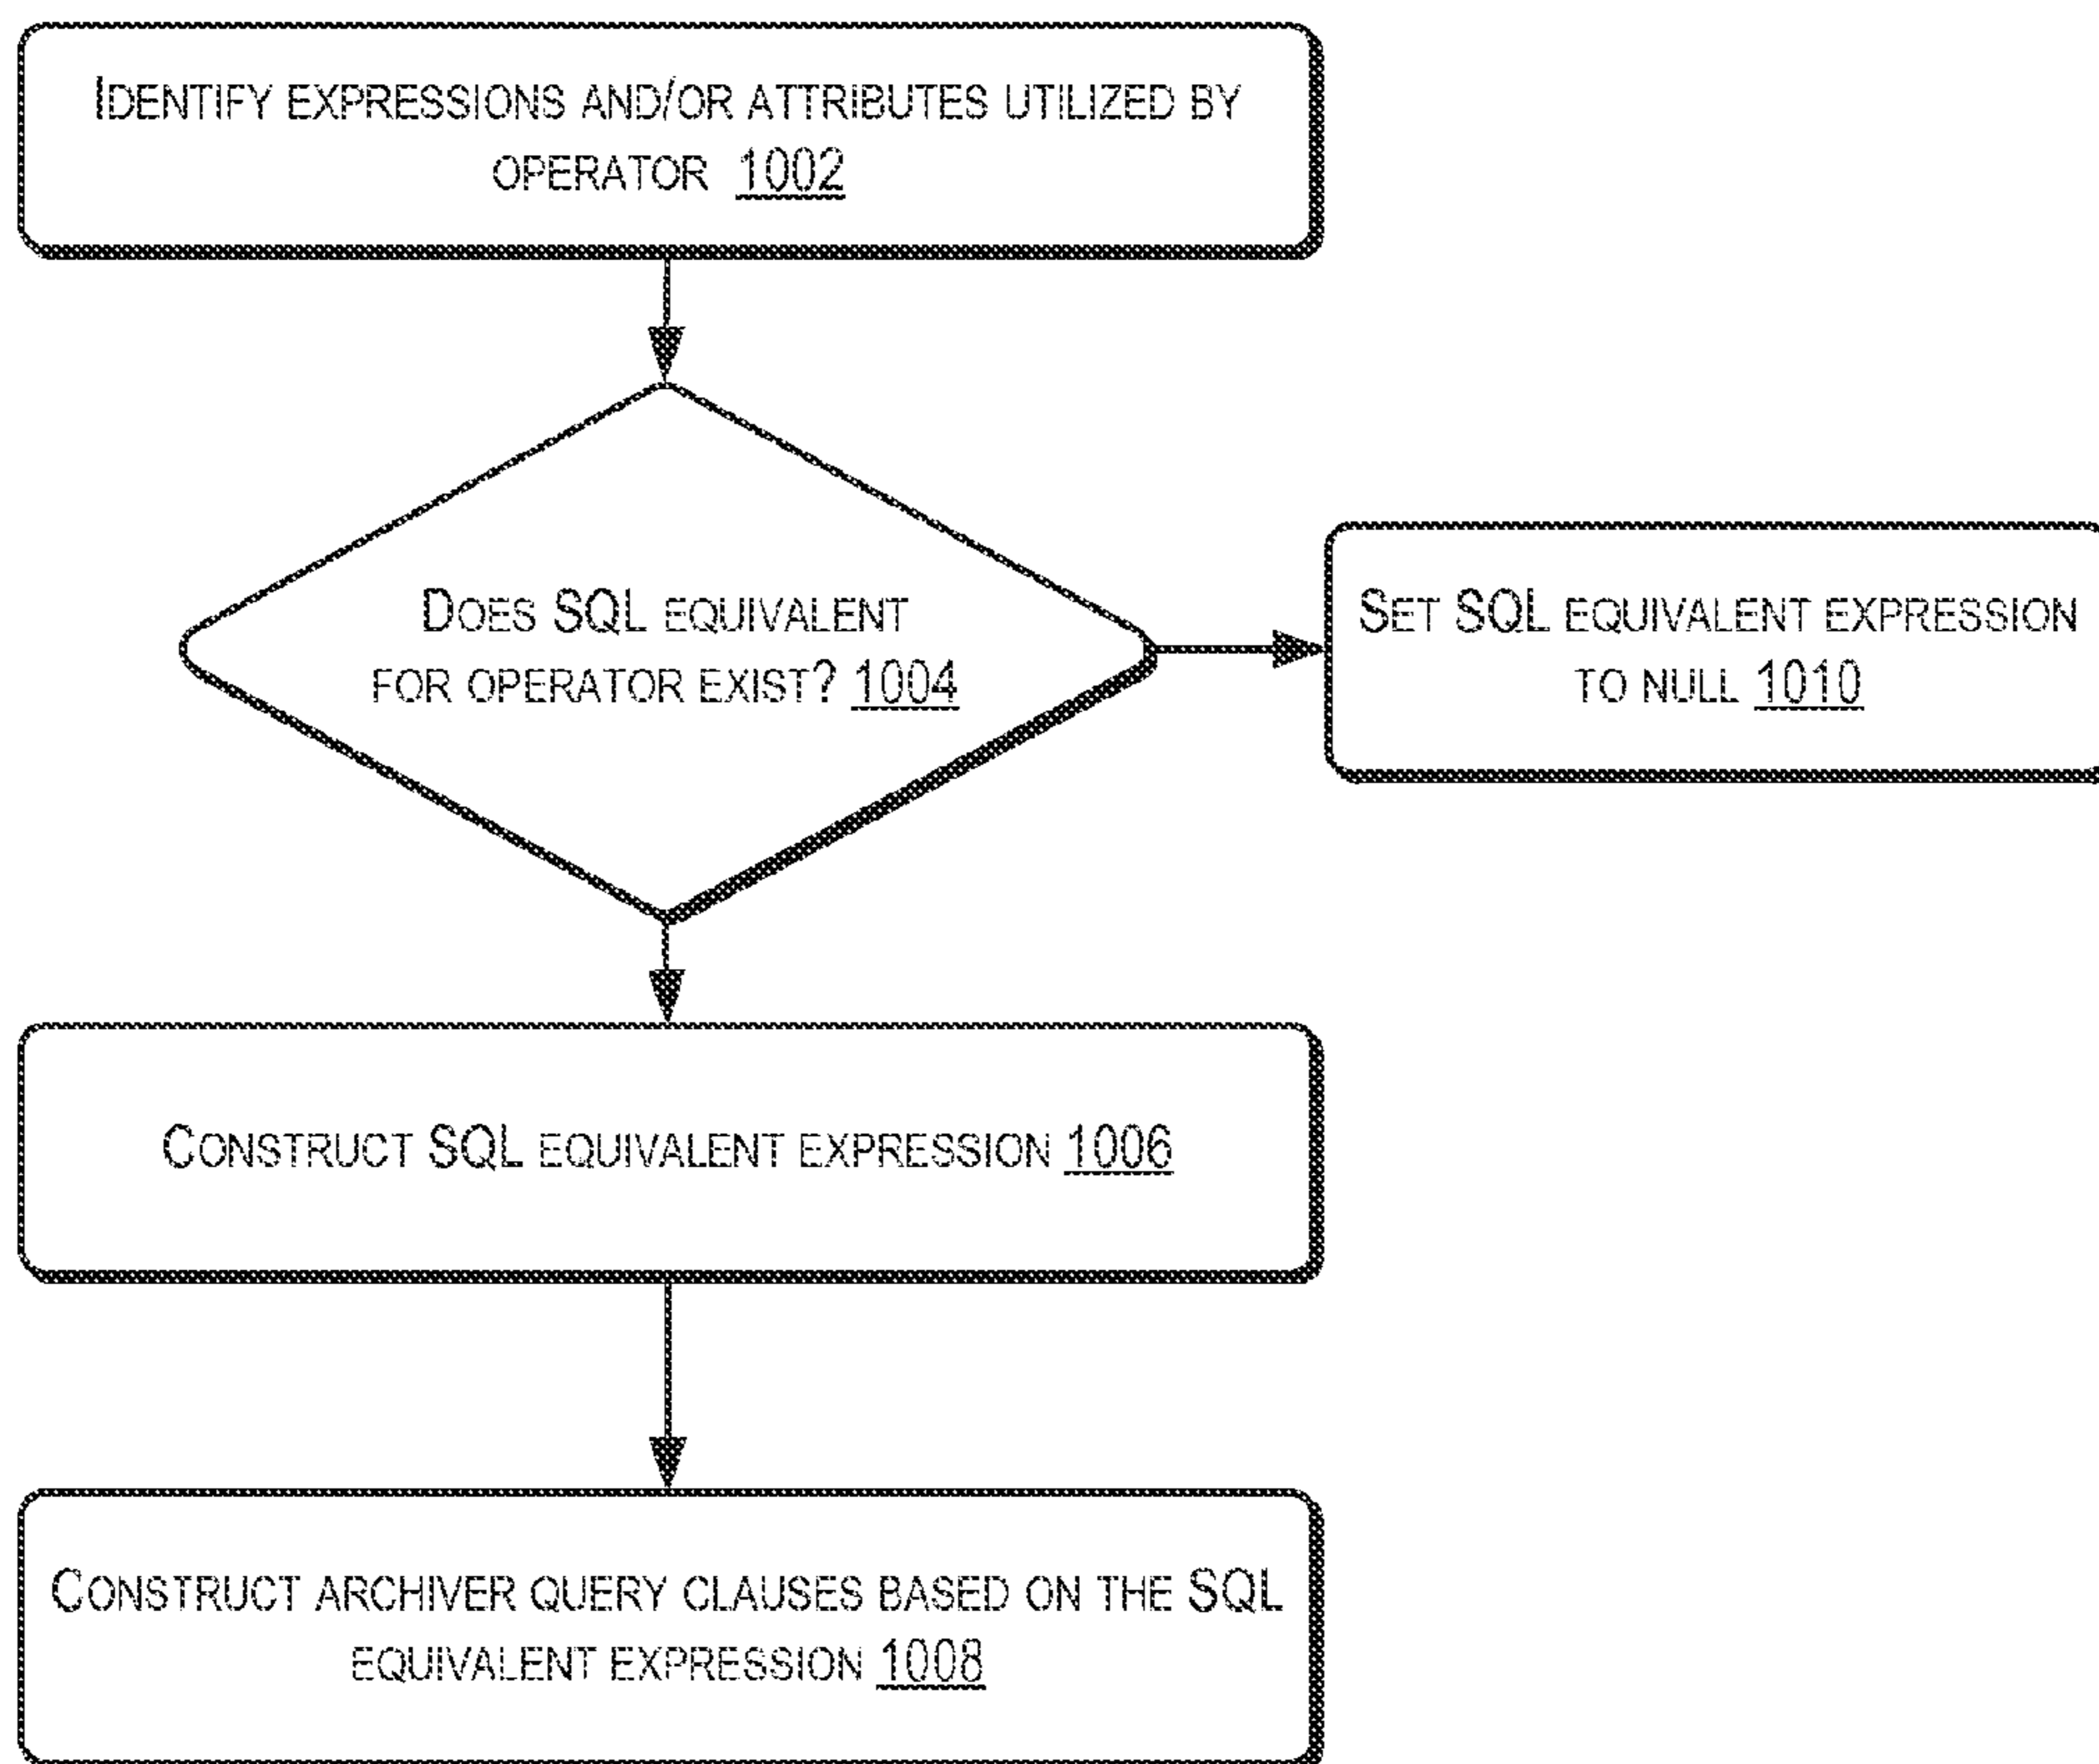 IDENTIFY EXPRESSIONS AND/OR ATTRIBUTES UTILIZED BY
OPERATOR 1002
DOES SQL EQUIVALENT
FOR OPERATOR EXIST? 1004
SET SQL EQUIVALENT EXPRESSION
TO NULL 1010
CONSTRUCT SQL EQUIVALENT EXPRESSION 1006
CONSTRUCT ARCHIVER QUERY CLAUSES BASED ON THE SQL
EQUIVALENT EXPRESSION 1008